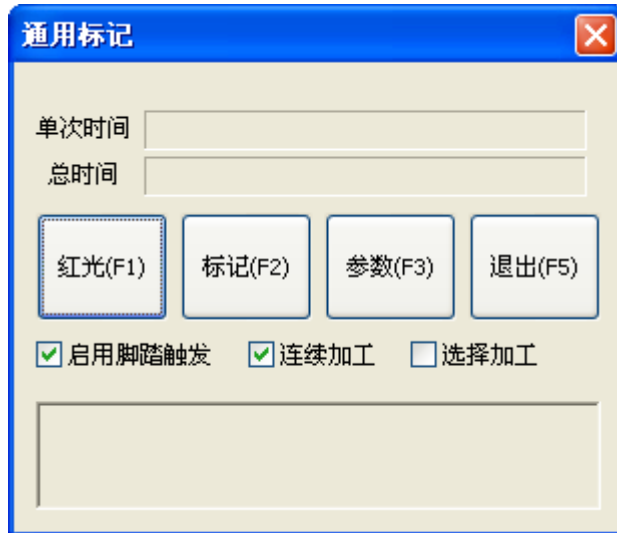 通用标记
单次时间
总时间
红光(F1) 标记(F2) 参数(F3) 退出(F5)
启用脚踏触发 连续加工 选择加工